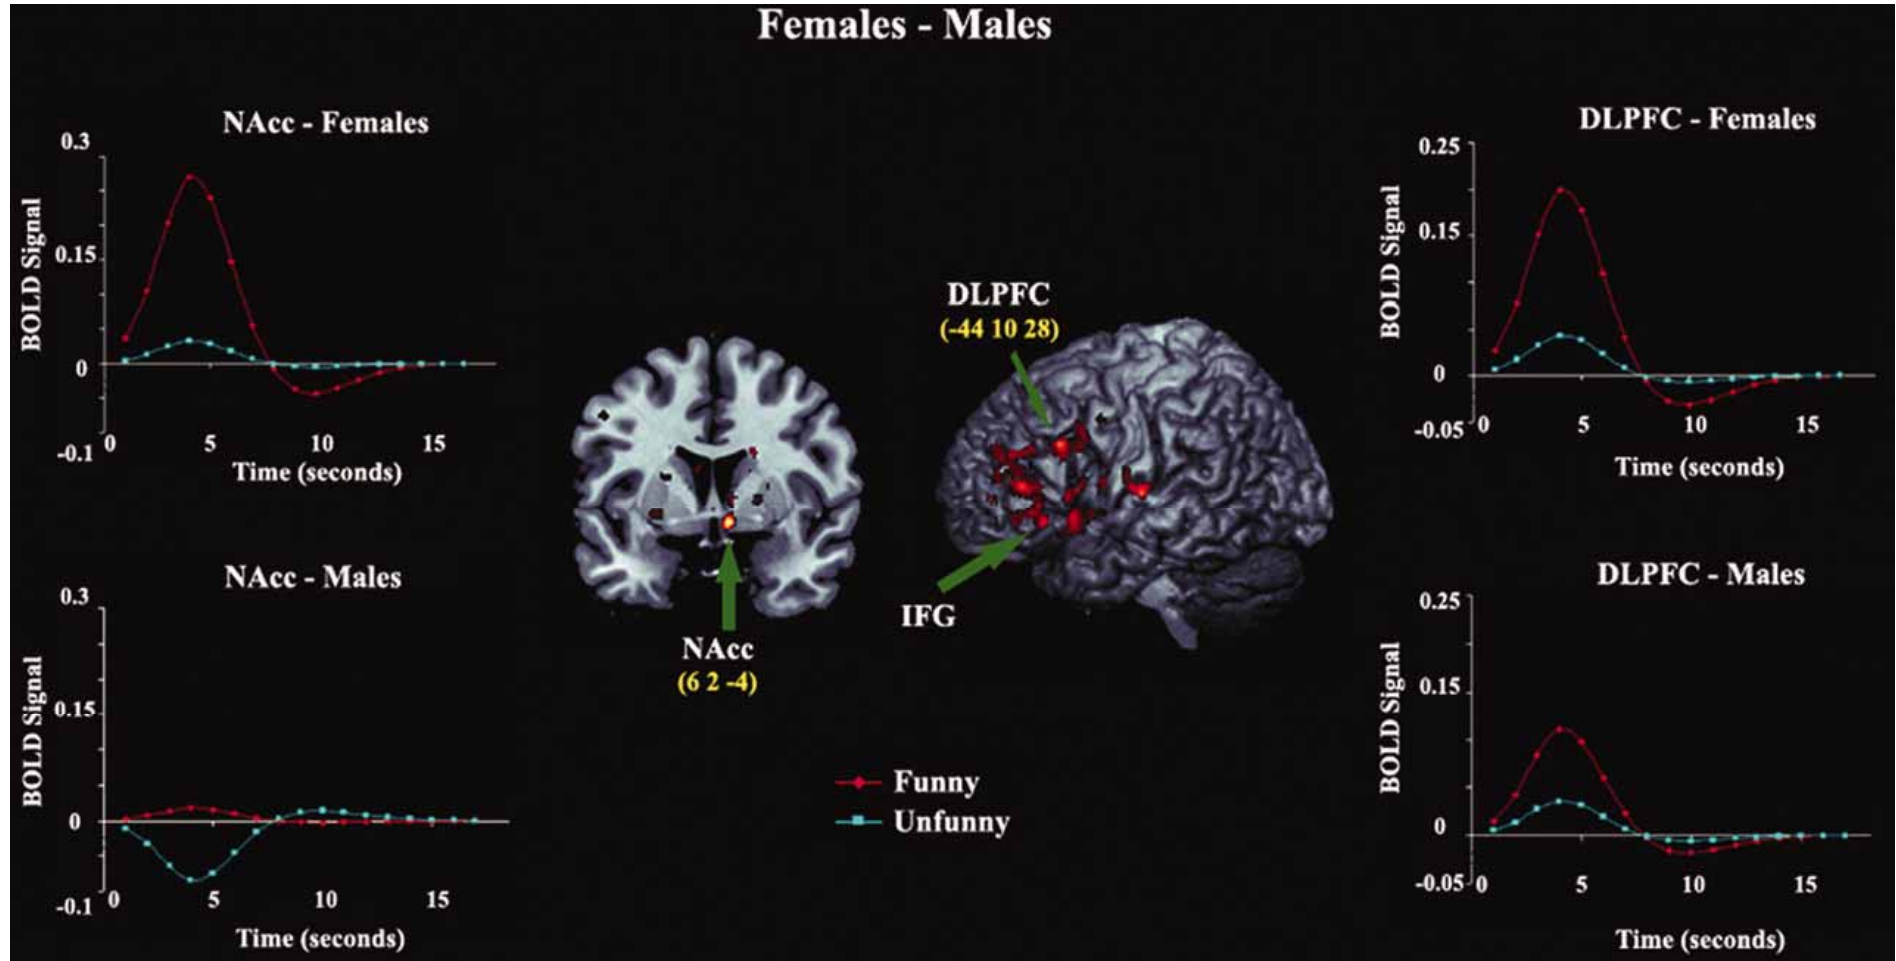 Females - Males
NAcc - Females
0.3
0.15
0
-0.1
BOLD Signal
0 5 10 15
Time (seconds)
DLPFC - Females
0.25
0.15
0
-0.05
BOLD Signal
0 5 10 15
Time (seconds)
DLPFC
(-44 10 28)
IFG
NAcc
(6 2 -4)
NAcc - Males
0.3
0.15
0
-0.1
BOLD Signal
0 5 10 15
Time (seconds)
Funny
Unfunny
DLPFC - Males
0.25
0.15
0
-0.05
BOLD Signal
0 5 10 15
Time (seconds)